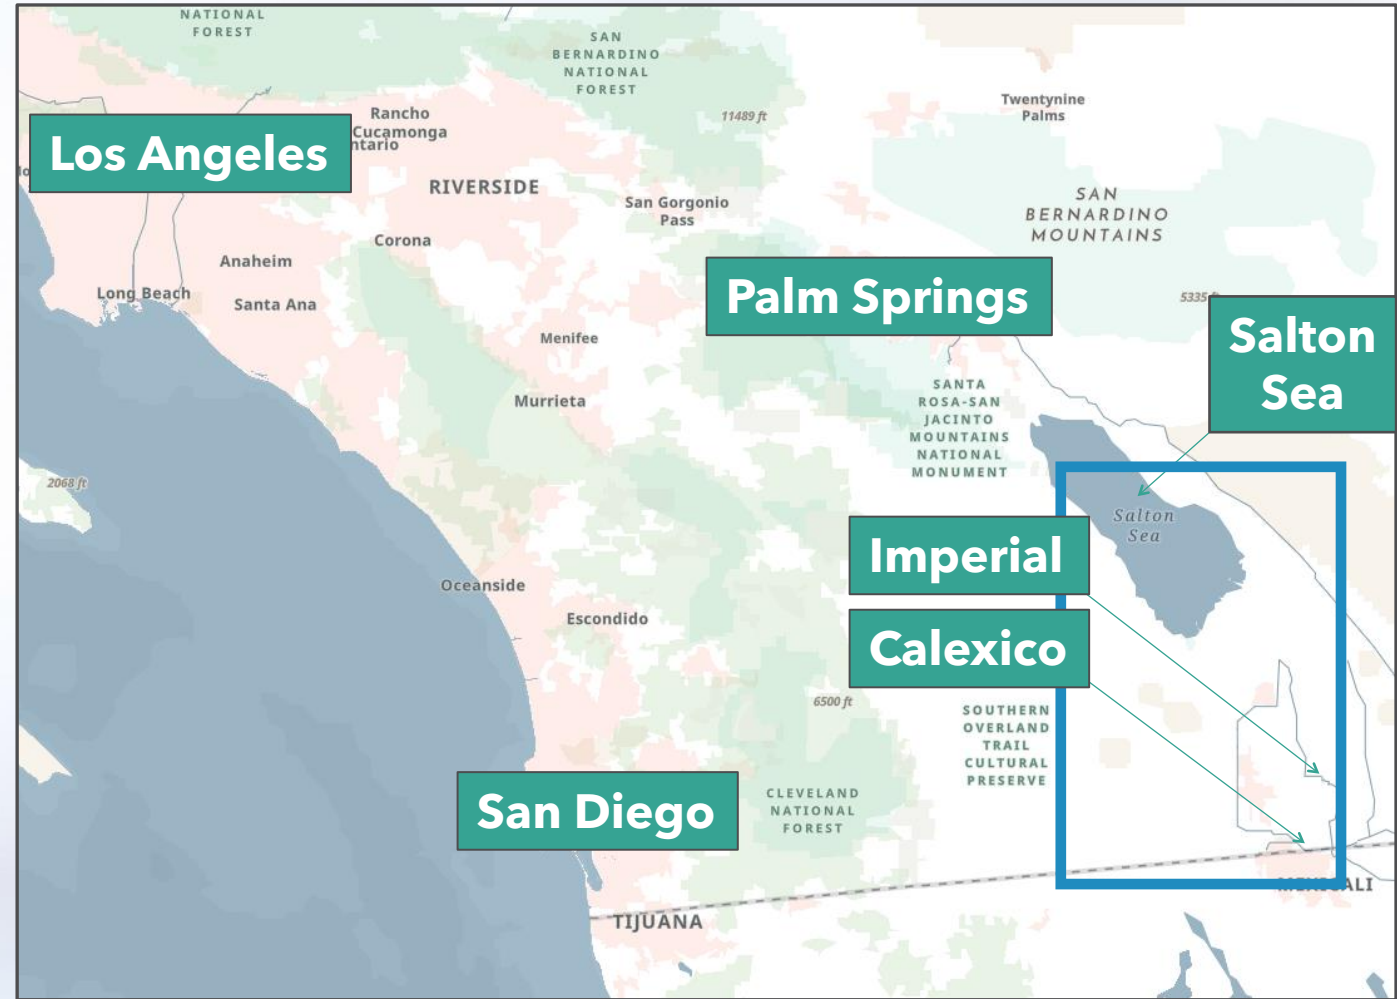 NATIONAL
FOREST
SAN
BERNARDINO
NATIONAL
FOREST
11489 ft
Twentynine
Palms
Rancho
Cucamonga
ntario
Los Angeles
RIVERSIDE
San Gorgonio
Pass
SAN
BERNARDINO
MOUNTAINS
Corona
Anaheim
Long Beach
Santa Ana
Palm Springs
5335
Salton
Sea
Menifee
Murrieta
SANTA
ROSA-SAN
JACINTO
MOUNTAINS
NATIONAL
MONUMENT
2068 ft
Salton
Sea
Imperial
Oceanside
Escondido
Calexico
6500 ft
SOUTHERN
OVERLAND
TRAIL
CULTURAL
PRESERVE
San Diego
CLEVELAND
NATIONAL
FOREST
MEXICALI
TIJUANA